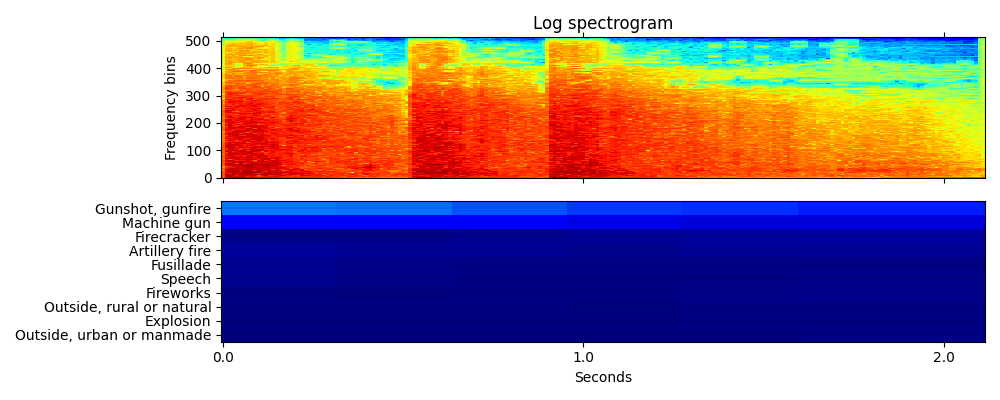 Log spectrogram
500
400
300
200
100
0
Frequency bins
Gunshot, gunfire
Machine gun
Firecracker
Artillery fire
Fusillade
Speech
Fireworks
Outside, rural or natural
Explosion
Outside, urban or manmade
0.0 1.0 2.0
Seconds